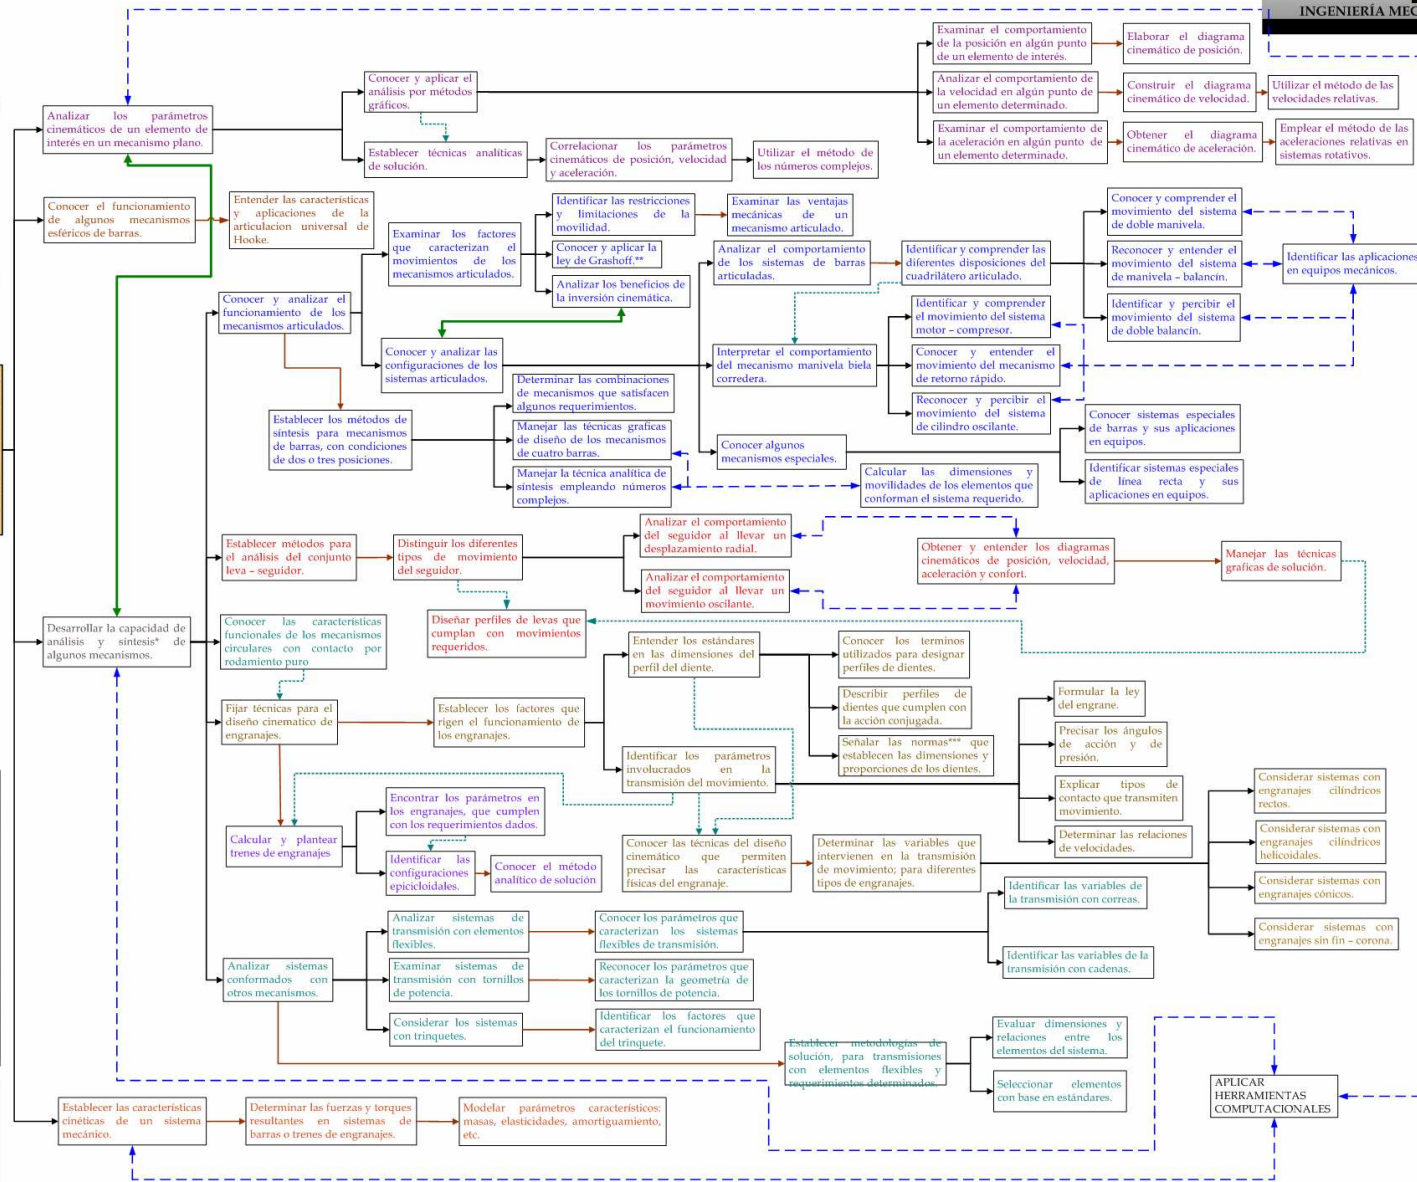 INGENIERÍA MEC
Analizar los parámetros
cinemáticos de un elemento de
interés en un mecanismo plano.
Conocer y aplicar el
análisis por métodos
gráficos.
Establecer técnicas analíticas
de solución.
Correlacionar los parámetros
cinemáticos de posición, velocidad
y aceleración.
Utilizar el método de
los números complejos.
Examinar el comportamiento
de la posición en algún punto
de un elemento de interés.
Elaborar el diagrama
cinemático de posición.
Analizar el comportamiento de
la velocidad en algún punto de
un elemento determinado.
Construir el diagrama
cinemático de velocidad.
Utilizar el método de las
velocidades relativas.
Examinar el comportamiento de
la aceleración en algún punto de
un elemento determinado.
Obtener el diagrama
cinemático de aceleración.
Emplear el método de las
aceleraciones relativas en
sistemas rotativos.
Conocer el funcionamiento
de algunos mecanismos
esféricos de barras.
Entender las características
y aplicaciones de la
articulacion universal de
Hooke.
Conocer y analizar el
funcionamiento de los
mecanismos articulados.
Examinar los factores
que caracterizan el
movimientos de los
mecanismos articulados.
Identificar las restricciones
y limitaciones de la
movilidad.
Examinar las ventajas
mecánicas de un
mecanismo articulado.
Conocer y aplicar la
ley de Grashoff.**
Analizar los beneficios de
la inversión cinemática.
Conocer y analizar las
configuraciones de los
sistemas articulados.
Analizar el comportamiento
de los sistemas de barras
articuladas.
Identificar y comprender las
diferentes disposiciones del
cuadrilátero articulado.
Conocer y comprender el
movimiento del sistema
de doble manivela.
Reconocer y entender el
movimiento del sistema
de manivela – balancín.
Identificar y percibir el
movimiento del sistema
de doble balancín.
Identificar las aplicaciones
en equipos mecánicos.
Interpretar el comportamiento
del mecanismo manivela biela
corredera.
Identificar y comprender
el movimiento del sistema
motor – compresor.
Conocer y entender el
movimiento del mecanismo
de retorno rápido.
Reconocer y percibir el
movimiento del sistema
de cilindro oscilante.
Conocer algunos
mecanismos especiales.
Conocer sistemas especiales
de barras y sus aplicaciones
en equipos.
Identificar sistemas especiales
de línea recta y sus
aplicaciones en equipos.
Establecer los métodos de
síntesis para mecanismos
de barras, con condiciones
de dos o tres posiciones.
Determinar las combinaciones
de mecanismos que satisfacen
algunos requerimientos.
Manejar las técnicas graficas
de diseño de los mecanismos
de cuatro barras.
Manejar la técnica analítica de
síntesis empleando números
complejos.
Calcular las dimensiones y
movilidades de los elementos que
conforman el sistema requerido.
Establecer métodos para
el análisis del conjunto
leva – seguidor.
Distinguir los diferentes
tipos de movimiento
del seguidor.
Analizar el comportamiento
del seguidor al llevar un
desplazamiento radial.
Analizar el comportamiento
del seguidor al llevar un
movimiento oscilante.
Obtener y entender los diagramas
cinemáticos de posición, velocidad,
aceleración y confort.
Manejar las técnicas
graficas de solución.
Diseñar perfiles de levas que
cumplan con movimientos
requeridos.
Desarrollar la capacidad de
análisis y síntesis* de
algunos mecanismos.
Conocer las características
funcionales de los mecanismos
circulares con contacto por
rodamiento puro
Fijar técnicas para el
diseño cinematico de
engranajes.
Establecer los factores que
rigen el funcionamiento de
los engranajes.
Entender los estándares
en las dimensiones del
perfil del diente.
Conocer los terminos
utilizados para designar
perfiles de dientes.
Describir perfiles de
dientes que cumplen con
la acción conjugada.
Señalar las normas*** que
establecen las dimensiones y
proporciones de los dientes.
Identificar los parámetros
involucrados en la
transmisión del movimiento.
Formular la ley
del engrane.
Precisar los ángulos
de acción y de
presión.
Explicar tipos de
contacto que transmiten
movimiento.
Determinar las relaciones
de velocidades.
Calcular y plantear
trenes de engranajes
Encontrar los parámetros en
los engranajes, que cumplen
con los requerimientos dados.
Identificar las
configuraciones
epicicloidales.
Conocer el método
analítico de solución
Conocer las técnicas del diseño
cinemático que permiten
precisar las características
físicas del engranaje.
Determinar las variables que
intervienen en la transmisión
de movimiento; para diferentes
tipos de engranajes.
Considerar sistemas con
engranajes cilíndricos
rectos.
Considerar sistemas con
engranajes cilíndricos
helicoidales.
Considerar sistemas con
engranajes cónicos.
Considerar sistemas con
engranajes sin fin – corona.
Analizar sistemas
conformados con
otros mecanismos.
Analizar sistemas de
transmisión con elementos
flexibles.
Conocer los parámetros que
caracterizan los sistemas
flexibles de transmisión.
Identificar las variables de
la transmisión con correas.
Identificar las variables de la
transmisión con cadenas.
Examinar sistemas de
transmisión con tornillos
de potencia.
Reconocer los parámetros que
caracterizan la geometría de
los tornillos de potencia.
Considerar los sistemas
con trinquetes.
Identificar los factores que
caracterizan el funcionamiento
del trinquete.
Establecer metodologías de
solución, para transmisiones
con elementos flexibles y
requerimientos determinados.
Evaluar dimensiones y
relaciones entre los
elementos del sistema.
Seleccionar elementos
con base en estándares.
APLICAR
HERRAMIENTAS
COMPUTACIONALES
Establecer las características
cinéticas de un sistema
mecánico.
Determinar las fuerzas y torques
resultantes en sistemas de
barras o trenes de engranajes.
Modelar parámetros característicos:
masas, elasticidades, amortiguamiento,
etc.